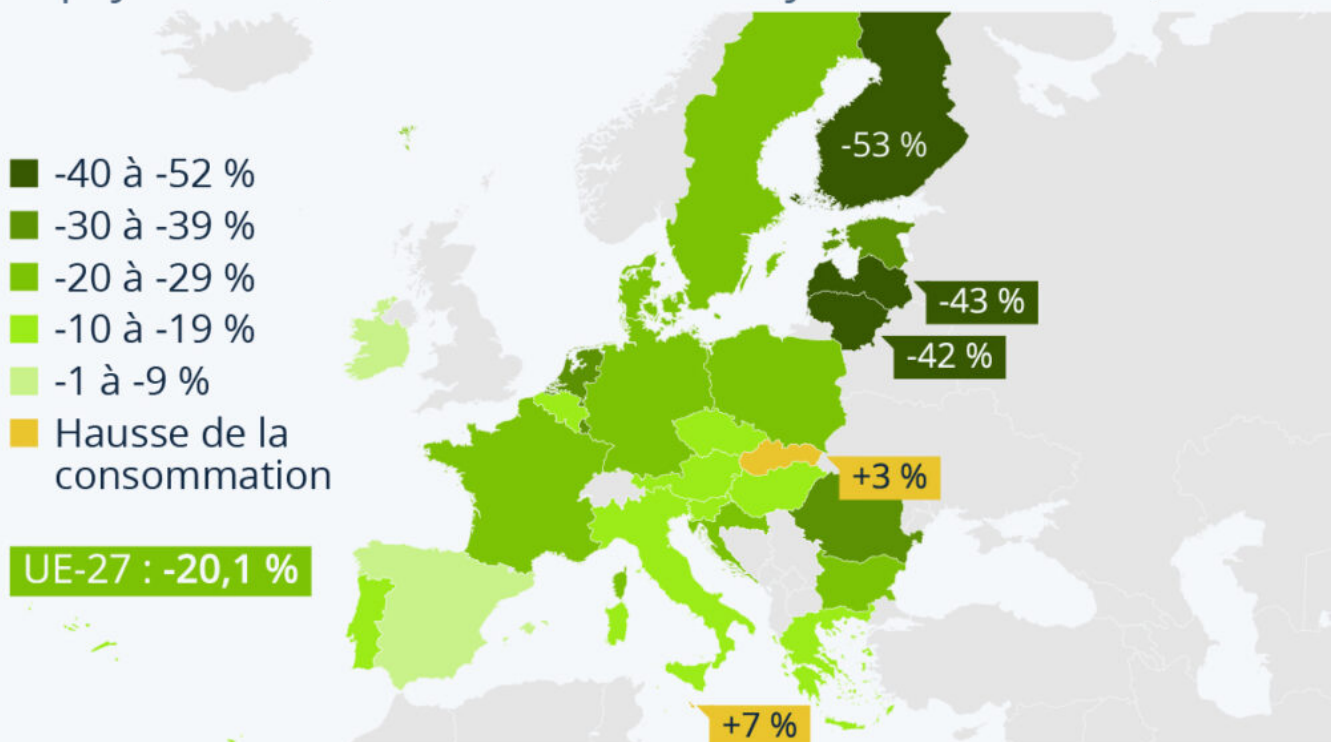 -40 à -52 %
-30 à -39 %
-20 à -29 %
-10 à -19 %
-1 à -9 %
Hausse de la
consommation
UE-27 : -20,1 %
-53 %
-43 %
-42 %
+3 %
+7 %